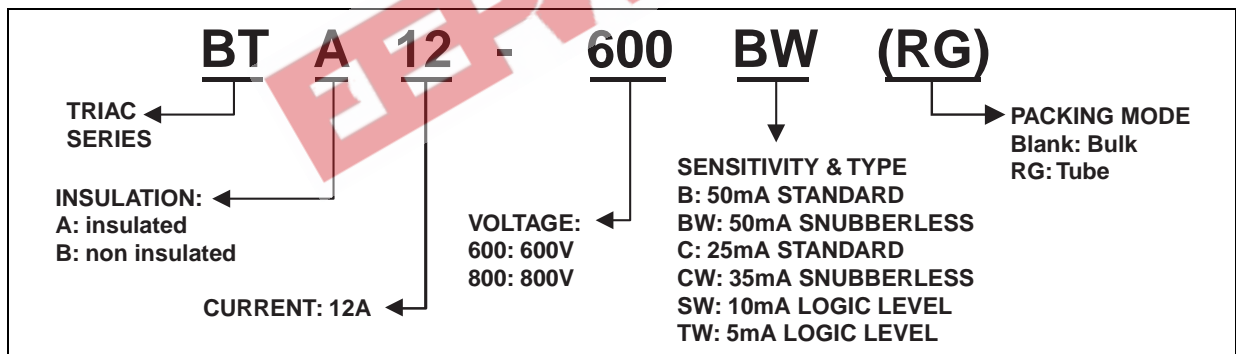 BT A 12 - 600 BW (RG)
TRIAC
SERIES
INSULATION:
A: insulated
B: non insulated
CURRENT: 12A
VOLTAGE:
600: 600V
800: 800V
SENSITIVITY & TYPE
B: 50mA STANDARD
BW: 50mA SNUBBERLESS
C: 25mA STANDARD
CW: 35mA SNUBBERLESS
SW: 10mA LOGIC LEVEL
TW: 5mA LOGIC LEVEL
PACKING MODE
Blank: Bulk
RG: Tube